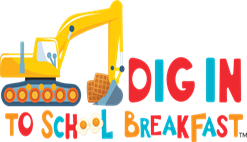 DIG IN
TO SCHOOL BREAKFAST™